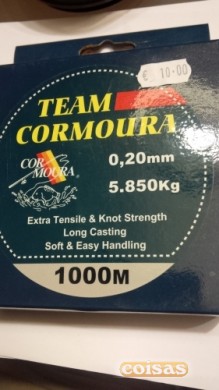 € 10.00
TEAM
CORMOURA
COR
MOURA
0,20mm
5.850Kg
Extra Tensile & Knot Strength
Long Casting
Soft & Easy Handling
1000M
coisas